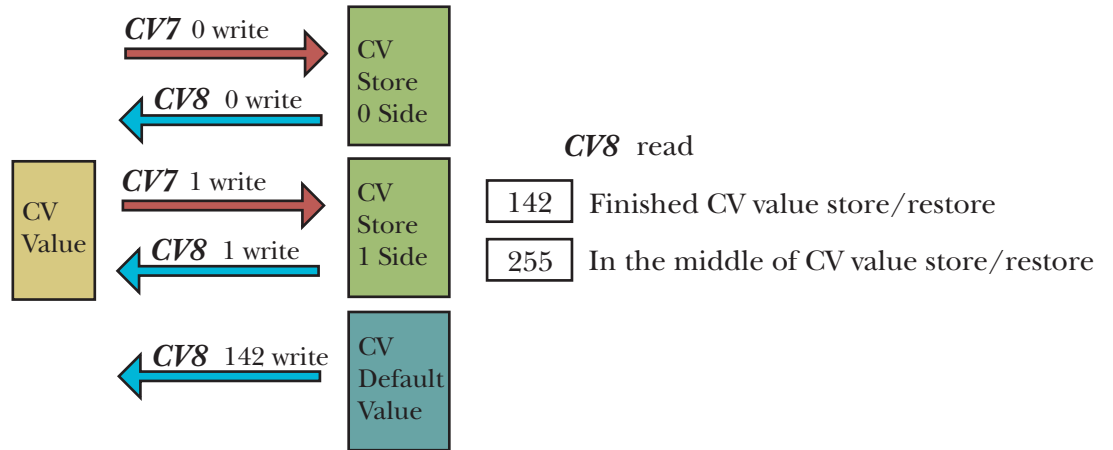 CV7 0 write
CV
Store
0 Side
CV8 0 write
CV8 read
CV
Value
CV7 1 write
CV
Store
1 Side
CV8 1 write
142 Finished CV value store/restore
255 In the middle of CV value store/restore
CV8 142 write
CV
Default
Value